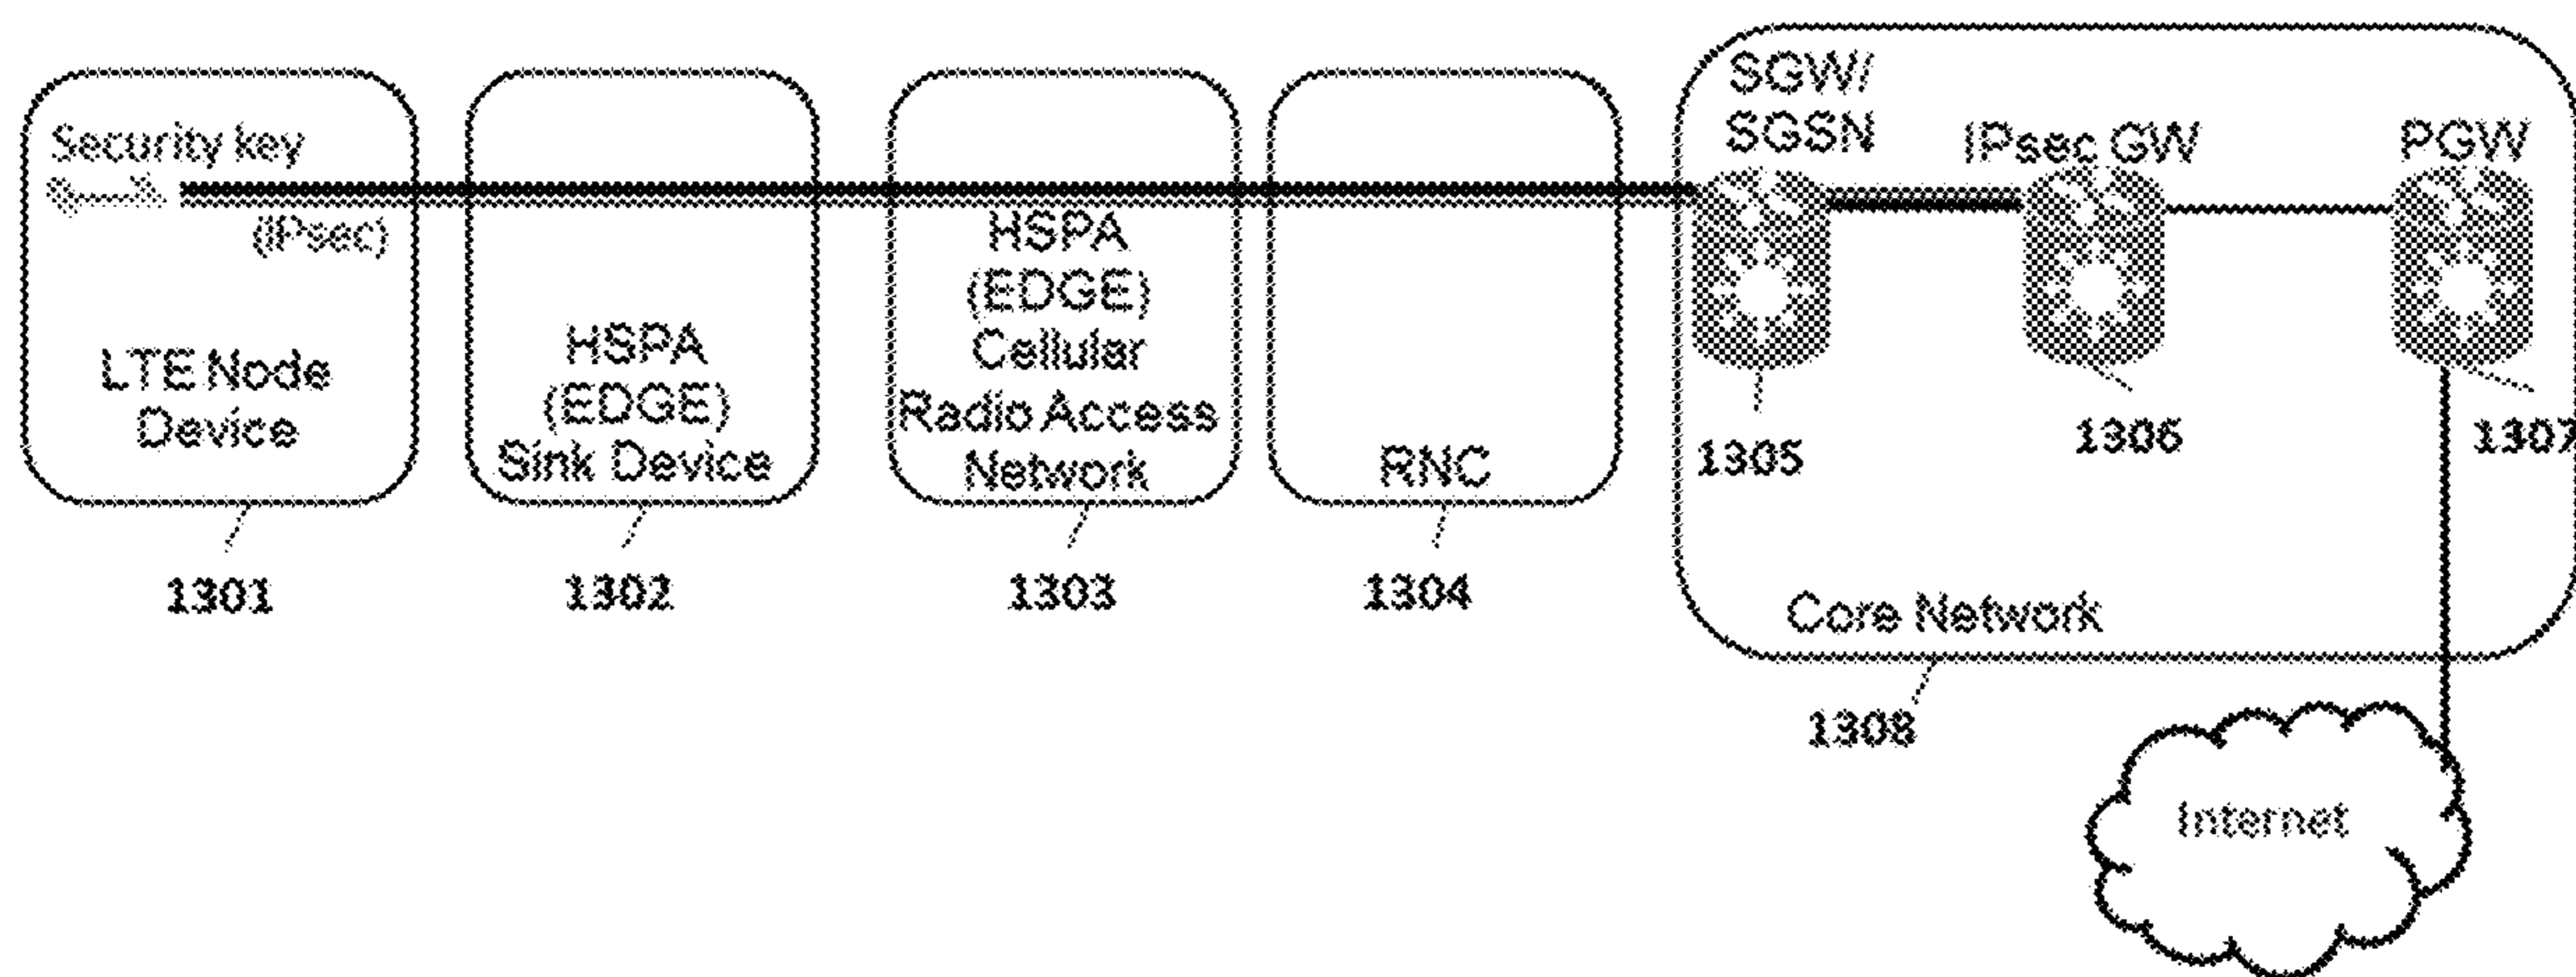 Security key
(IPsec)
LTE Node
Device
1301
HSPA
(EDGE)
Sink Device
1302
HSPA
(EDGE)
Cellular
Radio Access
Network
1303
RNC
1304
SGW/
SGSN
IPsec GW
PGW
1305
1306
1307
Core Network
1308
Internet